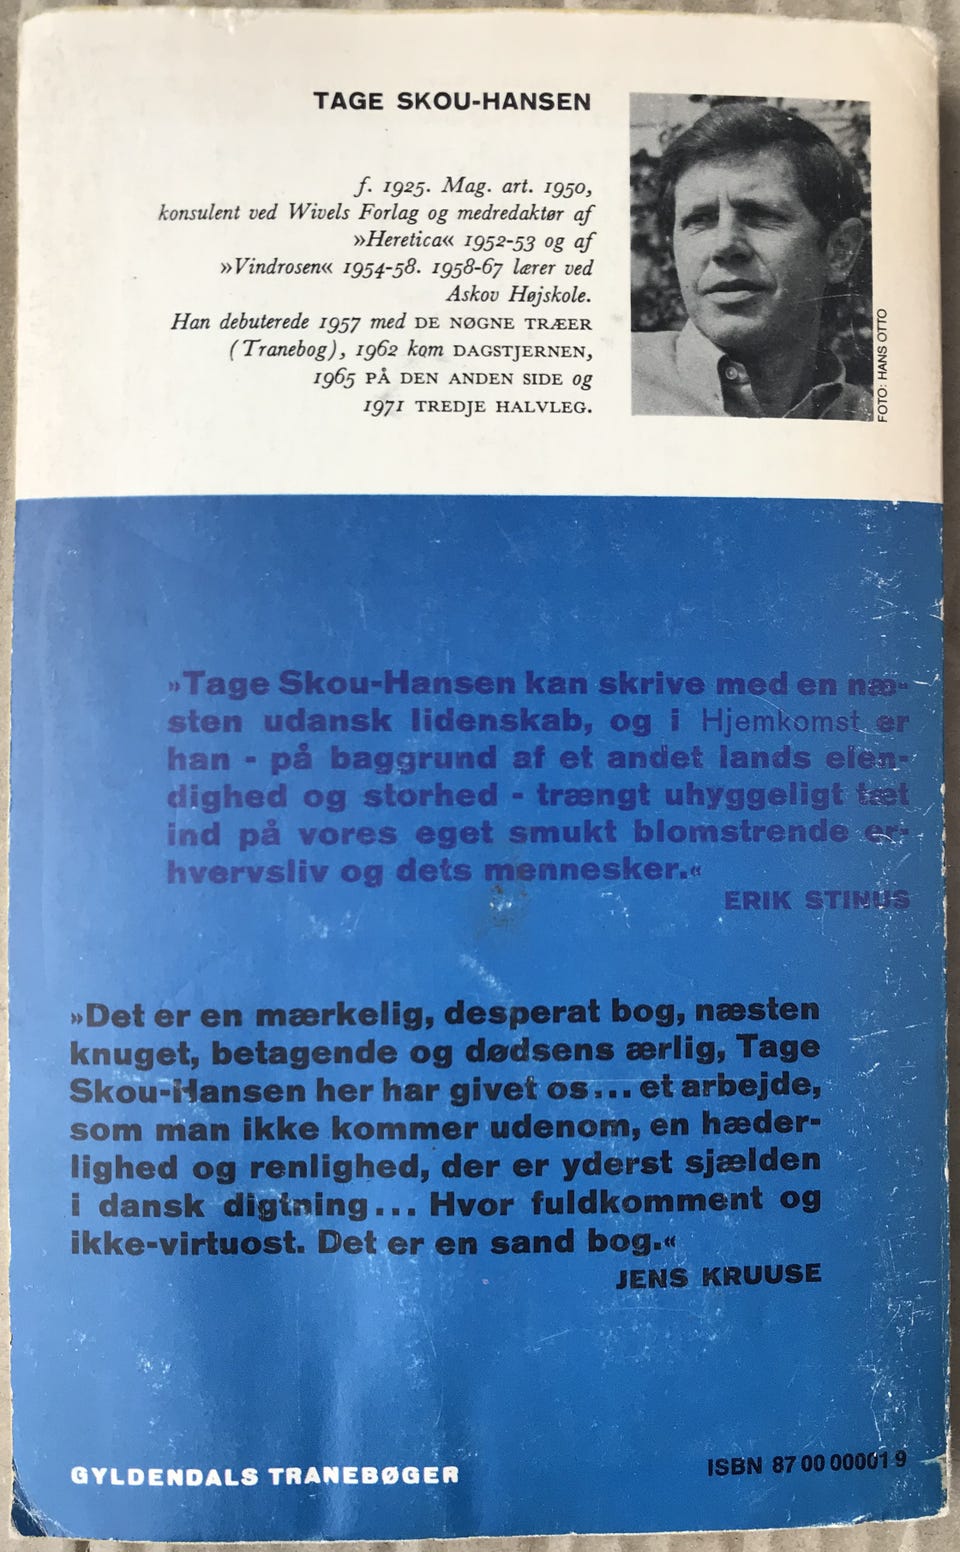 TAGE SKOU-HANSEN
f. 1925. Mag. art. 1950,
konsulent ved Wivels Forlag og medredaktør af
»Heretica« 1952-53 og af
»Vindrosen« 1954-58. 1958-67 lærer ved
Askov Højskole.
Han debuterede 1957 med DE NØGNE TRÆER
(Tranebog), 1962 kom DAGSTJERNEN,
1965 PÅ DEN ANDEN SIDE og
1971 TREDJE HALVLEG.
FOTO: HANS OTTO
»Tage Skou-Hansen kan skrive med en næ-
sten udansk lidenskab, og i Hjemkomst er
han - på baggrund af et andet lands elen-
dighed og storhed - trængt uhyggeligt tæt
ind på vores eget smukt blomstrende er-
hvervsliv og dets mennesker.«
ERIK STINUS
»Det er en mærkelig, desperat bog, næsten
knuget, betagende og dødsens ærlig, Tage
Skou-Hansen her har givet os... et arbejde,
som man ikke kommer udenom, en hæder-
lighed og renlighed, der er yderst sjælden
i dansk digtning... Hvor fuldkomment og
ikke-virtuost. Det er en sand bog.«
JENS KRUUSE
GYLDENDALS TRANEBØGER
ISBN 87 00 00001 9